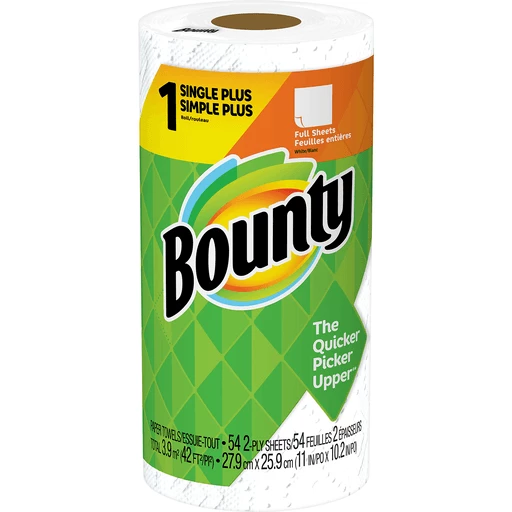 1 SINGLE PLUS
SIMPLE PLUS
Roll/rouleau
Full Sheets
Feuilles entières
White/Blanc
Bounty
The
Quicker
Picker
Upper™
PAPER TOWELS/ESSUIE-TOUT • 54 2-PLY SHEETS/54 FEUILLES 2 ÉPAISSEURS
TOTAL 3.9 m² (42 FT²/PI²) • 27.9 cm X 25.9 cm (11 IN/PO X 10.2 IN/PO)